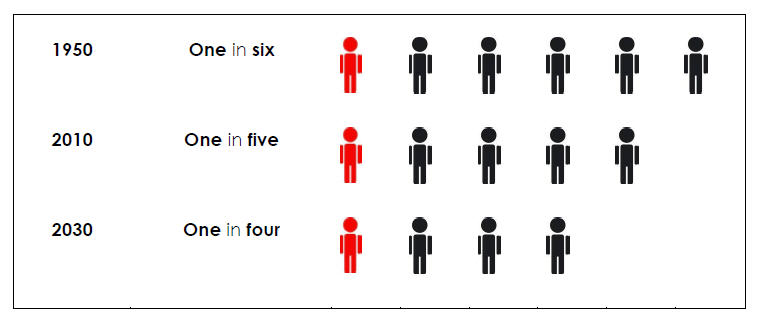 1950 One in six
2010 One in five
2030 One in four